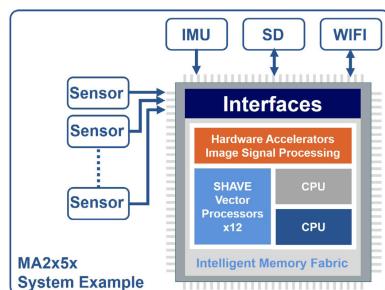 IMU
SD
WIFI
Sensor
Sensor
Sensor
Interfaces
Hardware Accelerators
Image Signal Processing
SHAVE
Vector
Processors
x12
CPU
CPU
Intelligent Memory Fabric
MA2x5x
System Example